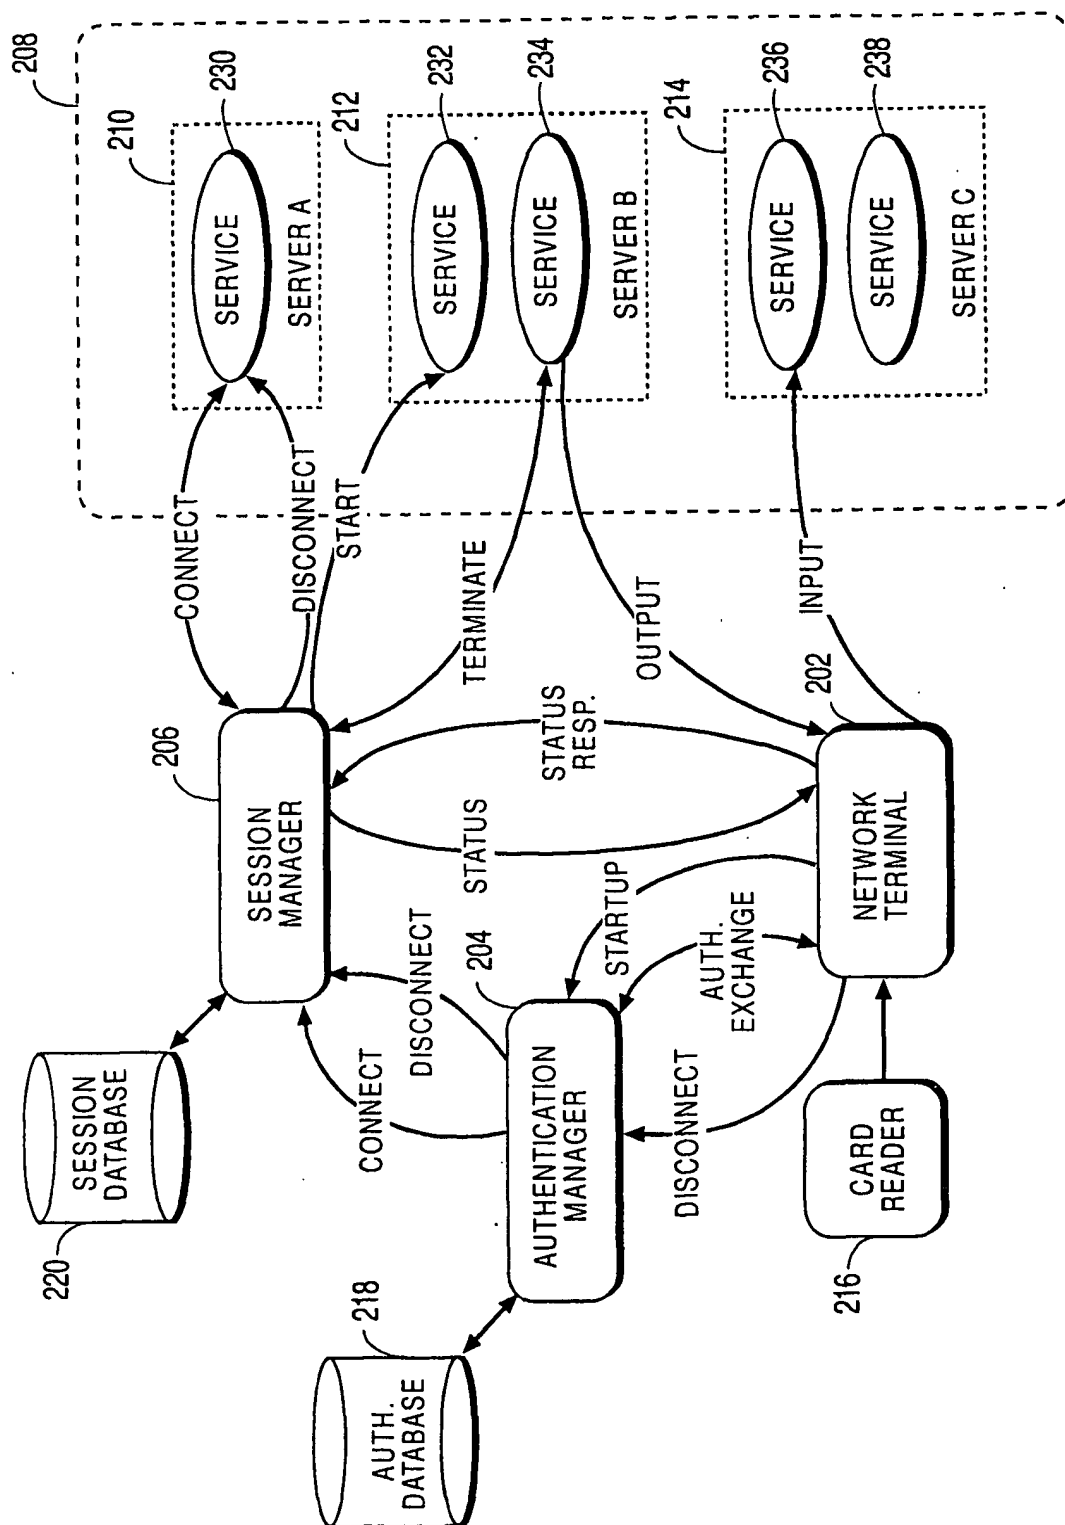 208
210
230
SERVICE
SERVER A
212
232
SERVICE
234
SERVICE
SERVER B
214
236
SERVICE
238
SERVICE
SERVER C
CONNECT
DISCONNECT
START
TERMINATE
OUTPUT
INPUT
206
SESSION
MANAGER
STATUS
RESP.
STATUS
202
NETWORK
TERMINAL
STARTUP
AUTH.
EXCHANGE
DISCONNECT
204
AUTHENTICATION
MANAGER
CONNECT
DISCONNECT
SESSION
DATABASE
220
218
AUTH.
DATABASE
CARD
READER
216